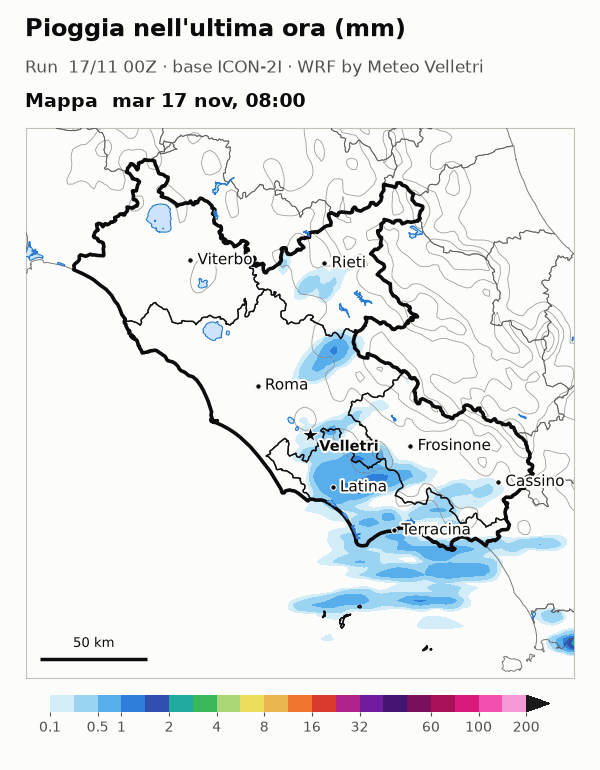 Pioggia nell'ultima ora (mm)
Run  17/11 00Z · base ICON-2I · WRF by Meteo Velletri
Mappa  mar 17 nov, 08:00
Viterbo
Rieti
Roma
Velletri
Frosinone
Latina
Cassino
Terracina
50 km
0.1 0.5 1 2 4 8 16 32 60 100 200